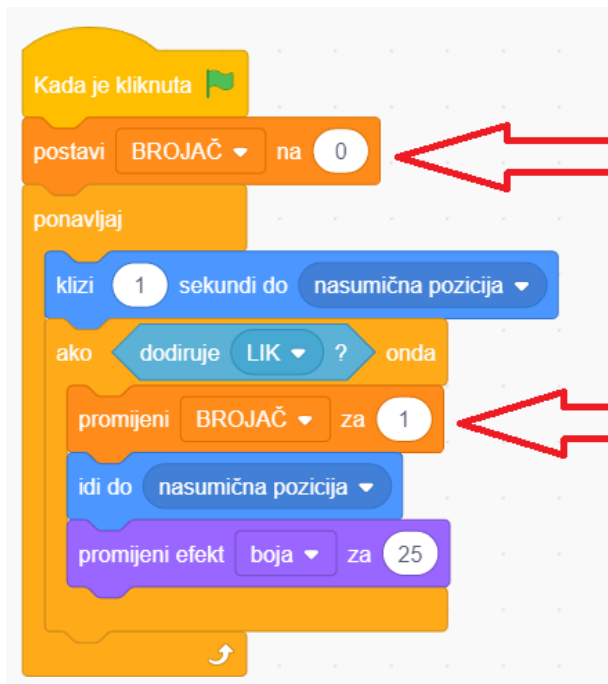 Kada je kliknuta
postavi BROJAČ na 0
ponavljaj
klizi 1 sekundi do nasumična pozicija
ako dodiruje LIK ? onda
promijeni BROJAČ za 1
idi do nasumična pozicija
promijeni efekt boja za 25